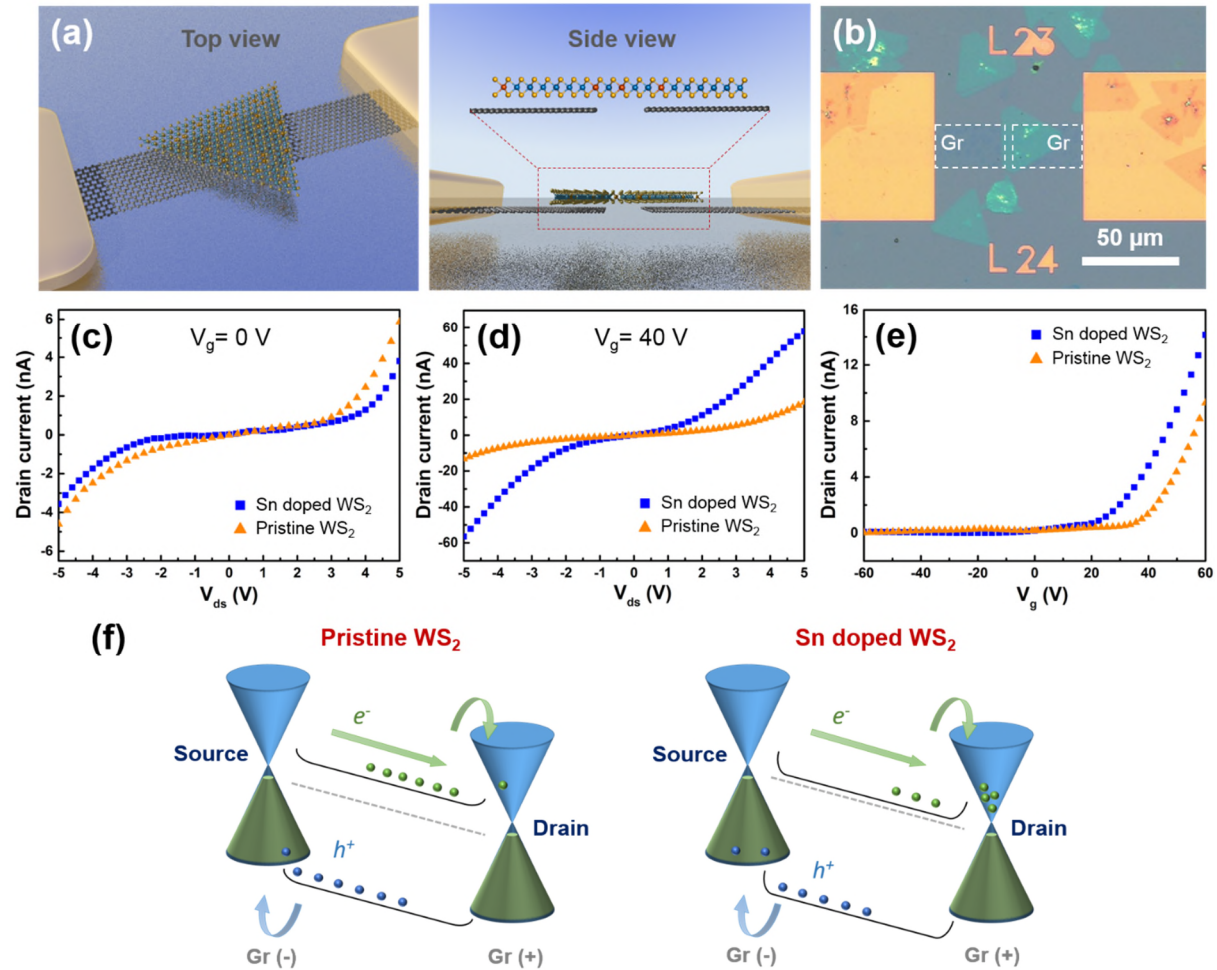 (a)
Top view
Side view
(b)
L 23
Gr
Gr
L 24
50 μm
(c)
V_g= 0 V
Drain current (nA)
6
4
2
0
-2
-4
-6
-5 -4 -3 -2 -1 0 1 2 3 4 5
V_ds (V)
Sn doped WS₂
Pristine WS₂
(d)
V_g= 40 V
Drain current (nA)
60
40
20
0
-20
-40
-60
-5 -4 -3 -2 -1 0 1 2 3 4 5
V_ds (V)
Sn doped WS₂
Pristine WS₂
(e)
Sn doped WS₂
Pristine WS₂
Drain current (nA)
16
12
8
4
0
-60 -40 -20 0 20 40 60
V_g (V)
(f)
Pristine WS₂
e⁻
Source
Drain
h⁺
Gr (-)
Gr (+)
Sn doped WS₂
e⁻
Source
Drain
h⁺
Gr (-)
Gr (+)